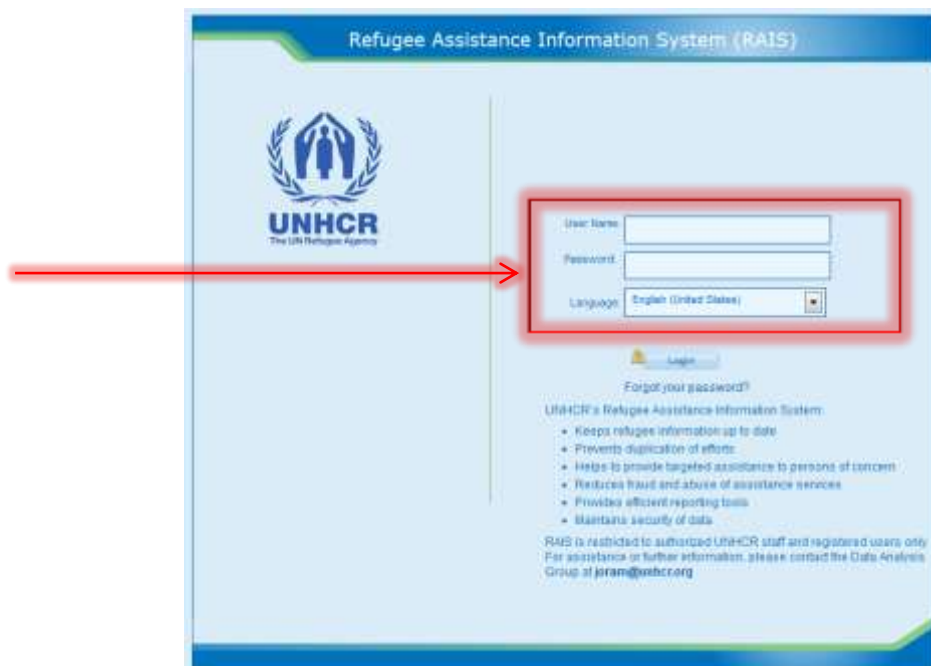 Refugee Assistance Information System (RAIS)
UNHCR
The UN Refugee Agency
User Name
Password
Language
English (United States)
Login
Forgot your password?
UNHCR's Refugee Assistance Information System:
• Keeps refugee information up to date
• Prevents duplication of efforts
• Helps to provide targeted assistance to persons of concern
• Reduces fraud and abuse of assistance services
• Provides efficient reporting tools
• Maintains security of data
RAIS is restricted to authorized UNHCR staff and registered users only
For assistance or further information, please contact the Data Analysis
Group at joram@unhcr.org